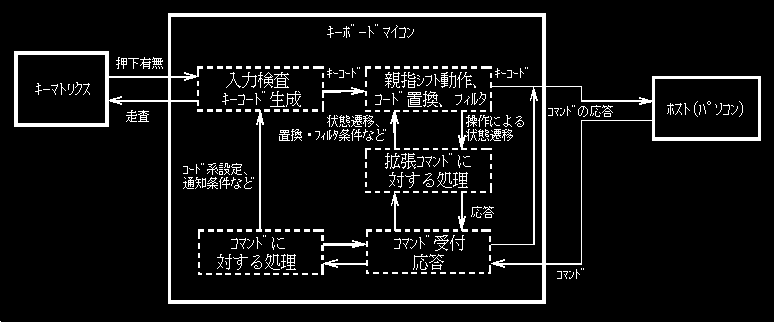 ｷｰﾎﾞｰﾄﾞﾏｲｺﾝ
ｷｰﾏﾄﾘｸｽ
押下有無
走査
入力検査
ｷｰｺｰﾄﾞ生成
ｷｰｺｰﾄﾞ
親指ｼﾌﾄ動作、
ｺｰﾄﾞ置換、ﾌｨﾙﾀ
ｷｰｺｰﾄﾞ
ｺﾏﾝﾄﾞの応答
ﾎｽﾄ(ﾊﾟｿｺﾝ)
状態遷移、
置換・ﾌｨﾙﾀ条件など
操作による
状態遷移
拡張ｺﾏﾝﾄﾞに
対する処理
ｺｰﾄﾞ系設定、
通知条件など
応答
ｺﾏﾝﾄﾞに
対する処理
ｺﾏﾝﾄﾞ受付
応答
ｺﾏﾝﾄﾞ